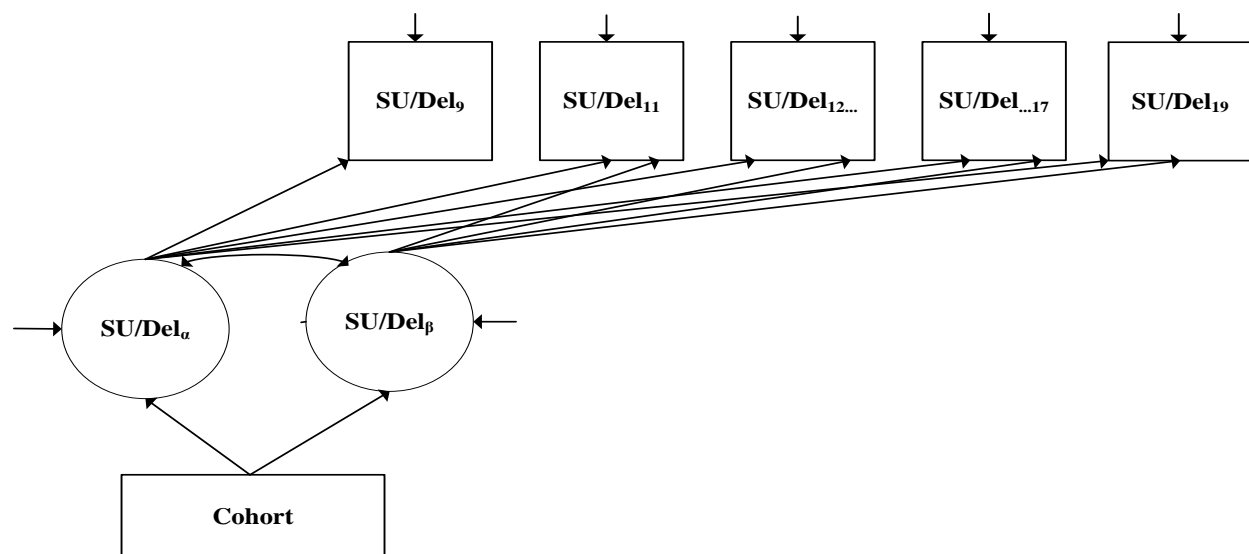 SU/Del₉
SU/Del₁₁
SU/Del₁₂...
SU/Del...₁₇
SU/Del₁₉
SU/Delα
SU/Delᵦ
Cohort